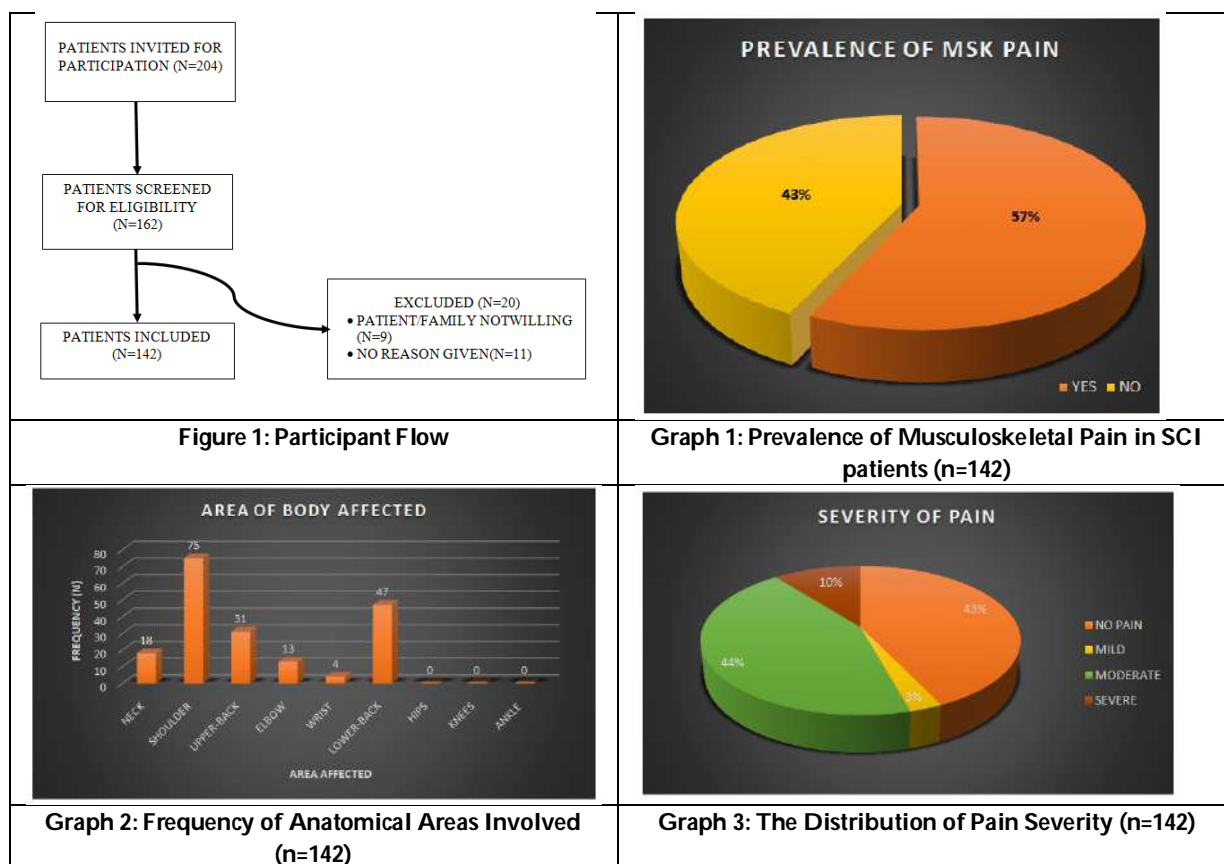 PATIENTS INVITED FOR
PARTICIPATION (N=204)
PATIENTS SCREENED
FOR ELIGIBILITY
(N=162)
EXCLUDED (N=20)
• PATIENT/FAMILY NOTWILLING
(N=9)
• NO REASON GIVEN(N=11)
PATIENTS INCLUDED
(N=142)
Figure 1: Participant Flow
PREVALENCE OF MSK PAIN
43%
57%
YES NO
Graph 1: Prevalence of Musculoskeletal Pain in SCI
patients (n=142)
AREA OF BODY AFFECTED
FREQUENCY (N)
80
70
60
50
40
30
20
10
0
18
75
31
13
4
47
0
0
0
NECK
SHOULDER
UPPER-BACK
ELBOW
WRIST
LOWER-BACK
HIPS
KNEES
ANKLE
AREA AFFECTED
Graph 2: Frequency of Anatomical Areas Involved
(n=142)
SEVERITY OF PAIN
10%
43%
44%
3%
NO PAIN
MILD
MODERATE
SEVERE
Graph 3: The Distribution of Pain Severity (n=142)